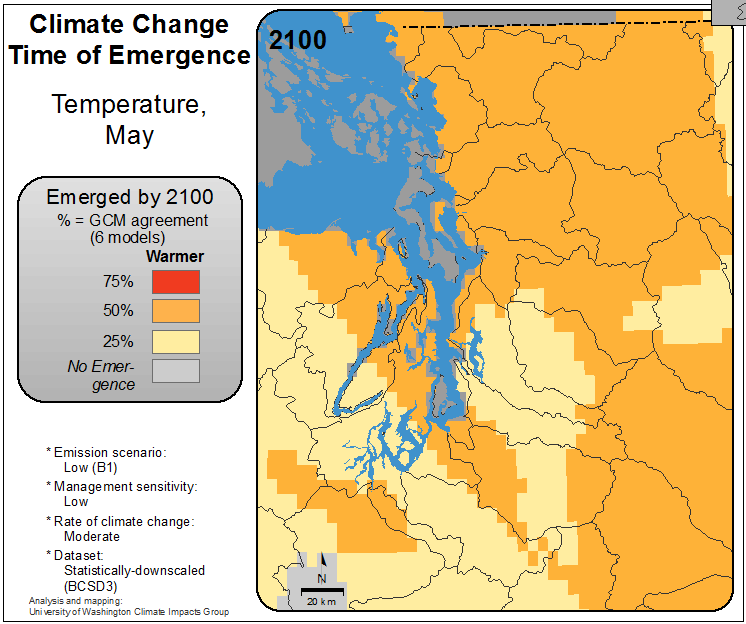 Climate Change
Time of Emergence
Temperature,
May
Emerged by 2100
% = GCM agreement
(6 models)
Warmer
75%
50%
25%
No Emer-
gence
* Emission scenario:
Low (B1)
* Management sensitivity:
Low
* Rate of climate change:
Moderate
* Dataset:
Statistically-downscaled
(BCSD3)
Analysis and mapping:
University of Washington Climate Impacts Group
2100
N
20 km